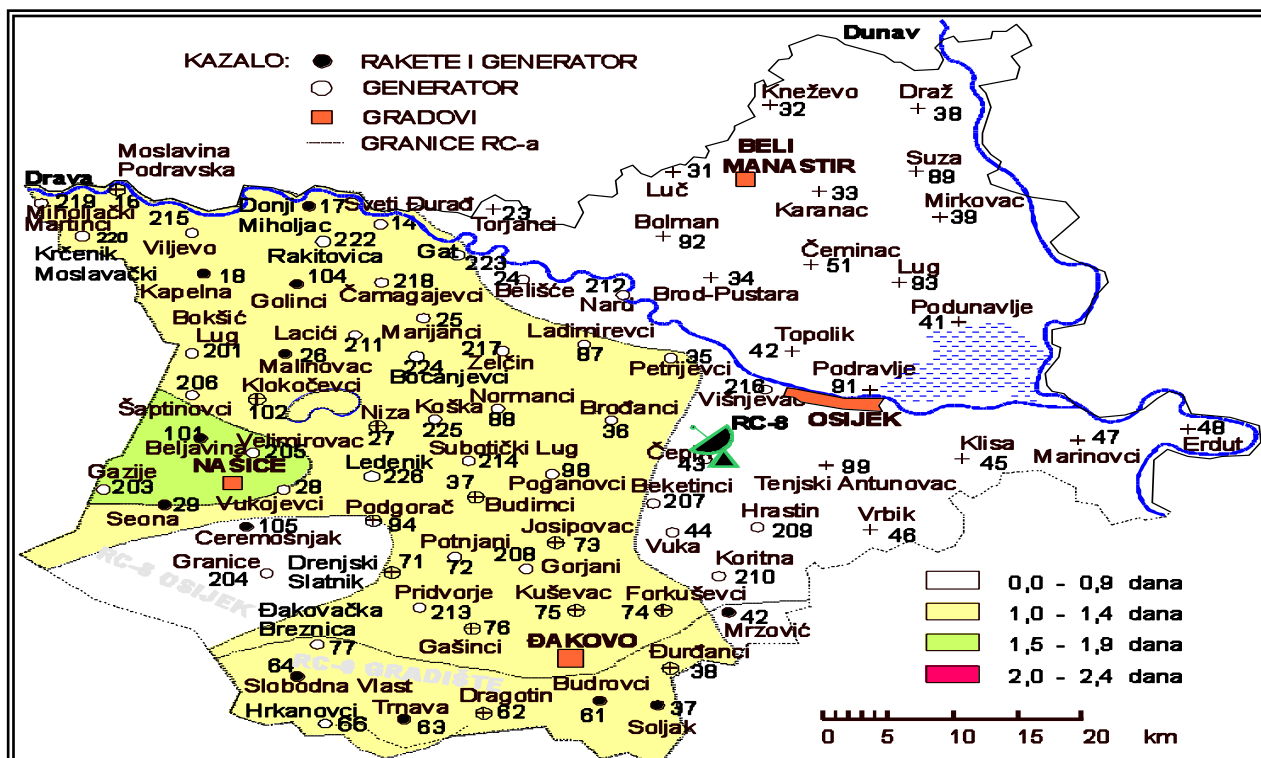 Dunav
KAZALO:
RAKETE I GENERATOR
GENERATOR
GRADOVI
GRANICE RC-a
Kneževo
32
Draž
38
BELI
MANASTIR
Suza
89
Moslavina
Podravska
Drava
16
219
Miholjački
Martinci
220
Krčenik
Moslavački
215
Viljevo
Donji
Miholjac
17
Sveti Đurađ
14
23
Torjanci
31
Luč
33
Karanac
Mirkovac
39
Bolman
92
222
Rakitovica
Gat
223
Čeminac
51
Lug
93
18
Kapelna
104
Golinci
218
Čamagajevci
24
Belišće
212
Nard
34
Brod-Pustara
Podunavlje
41
Bokšić
Lug
201
Lacići
211
25
Marijanci
Ladimirevci
87
Topolik
42
26
Malinovac
217
Zelčin
224
Bočanjevci
35
Petrijevci
Podravlje
91
206
Šaptinovci
Klokočevci
102
Niza
27
Koška
225
Normanci
88
Brođanci
36
216
Višnjevac
RC-8
OSIJEK
101
Beljavina
Velimirovac
205
Subotički Lug
214
Čepin
43
Klisa
45
47
Marinovci
48
Erdut
NAŠICE
Gazije
203
Ledenik
226
98
Poganovci
99
Tenjski Antunovac
29
Seona
28
Vukojevci
37
Budimci
Beketinci
207
105
Ceremošnjak
Podgorač
94
Josipovac
73
44
Vuka
Hrastin
209
Vrbik
46
Granice
204
Drenjski
Slatnik
71
Potnjani
72
208
Gorjani
Koritna
210
RC-8 OSIJEK
Đakovačka
Breznica
77
Pridvorje
213
Kuševac
75
Forkuševci
74
42
Mrzović
76
Gašinci
ĐAKOVO
Đurđanci
38
RC-8 GRADIŠTE
64
Slobodna Vlast
Hrkanovci
66
Trnava
63
Dragotin
62
Budrovci
61
37
Soljak
0,0 - 0,9 dana
1,0 - 1,4 dana
1,5 - 1,9 dana
2,0 - 2,4 dana
0 5 10 15 20 km